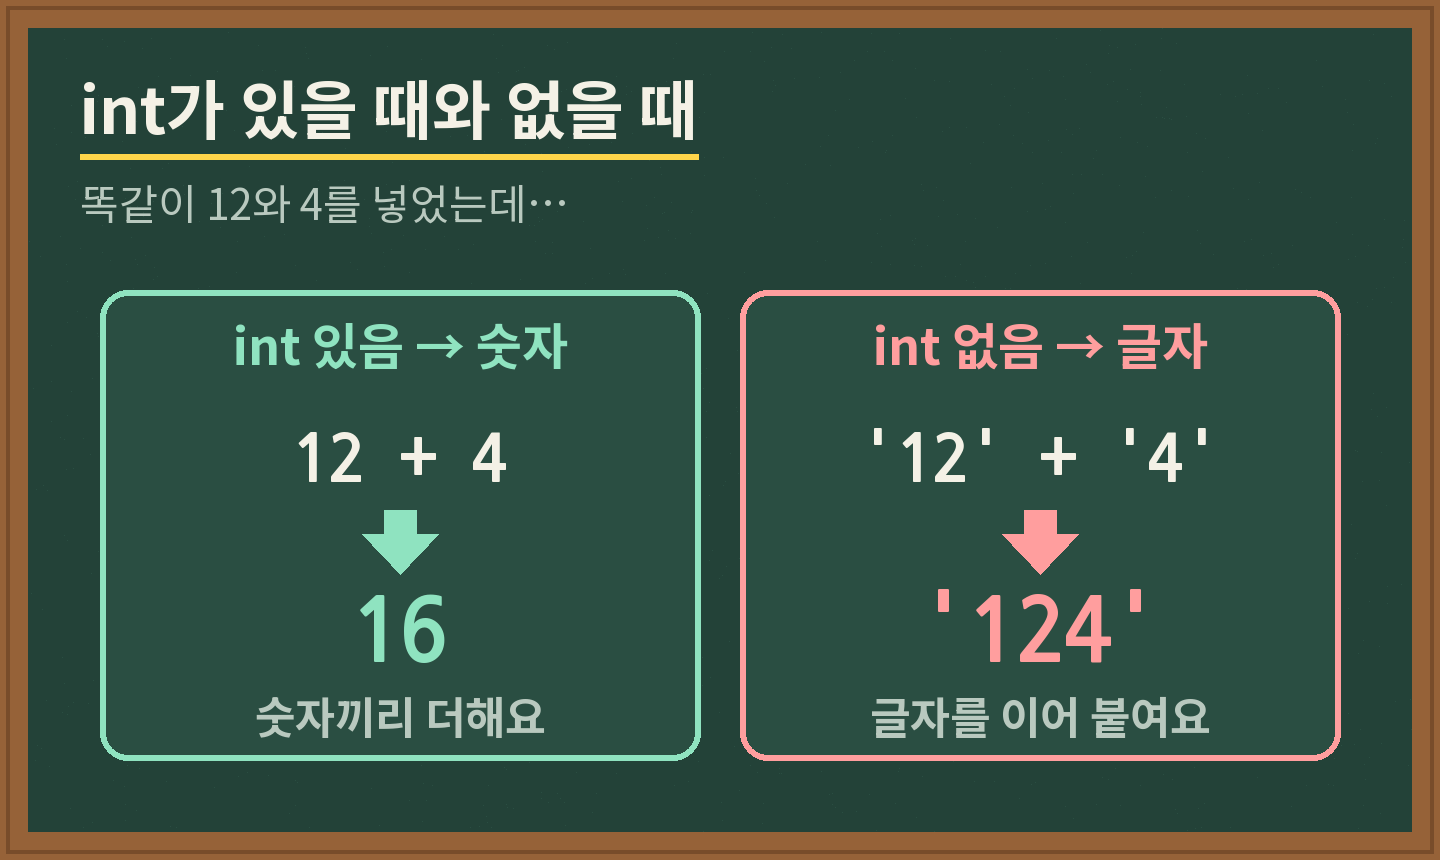 int가 있을 때와 없을 때
똑같이 12와 4를 넣었는데…
int 있음 → 숫자
12 + 4
16
숫자끼리 더해요
int 없음 → 글자
'12' + '4'
'124'
글자를 이어 붙여요